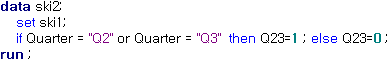 data ski2;
set ski1;
if Quarter = "Q2" or Quarter = "Q3" then Q23=1 ; else Q23=0 ;
run ;